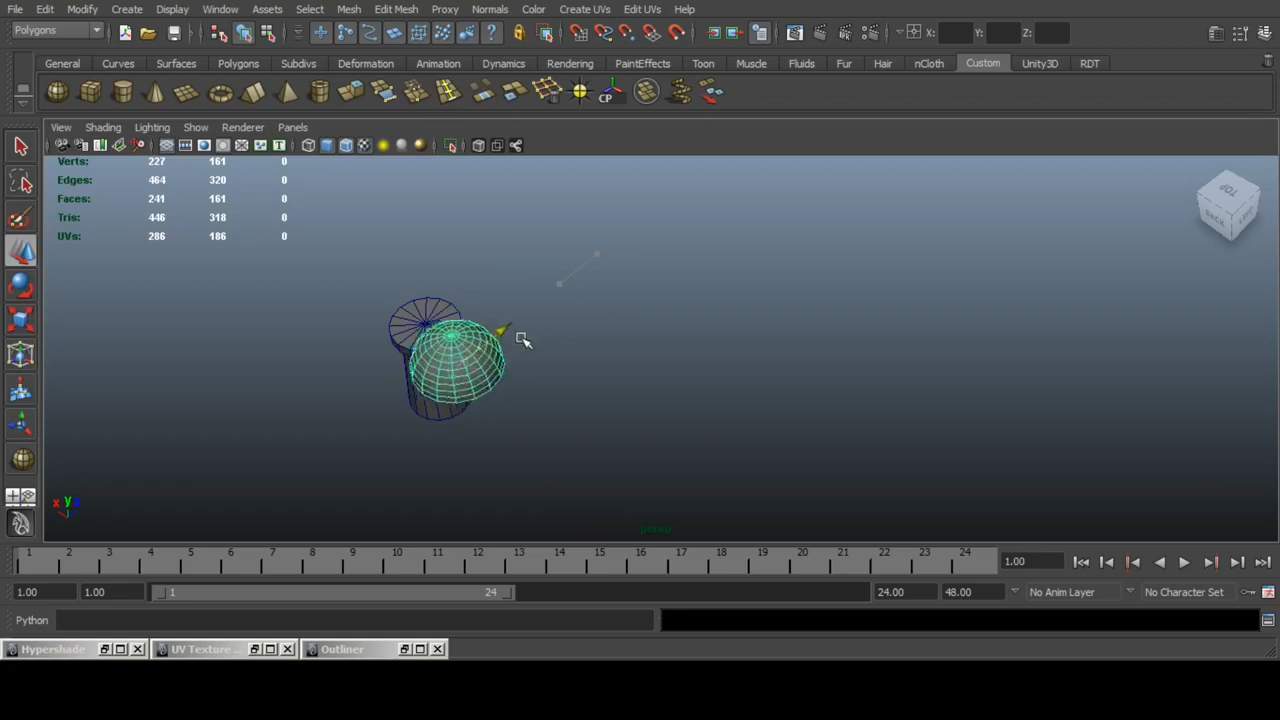 File Edit Modify Create Display Window Assets Select Mesh Edit Mesh Proxy Normals Color Create UVs Edit UVs Help
Polygons X: Y: Z:
General Curves Surfaces Polygons Subdivs Deformation Animation Dynamics Rendering PaintEffects Toon Muscle Fluids Fur Hair nCloth Custom Unity3D RDT
CP
View Shading Lighting Show Renderer Panels
T
Verts: 227 161 0
Edges: 464 320 0
Faces: 241 161 0
Tris: 446 318 0
UVs: 286 186 0
TOP
BACK LEFT
x y
persp
1 2 3 4 5 6 7 8 9 10 11 12 13 14 15 16 17 18 19 20 21 22 23 24 1.00
1.00 1.00 1 24 24.00 48.00 No Anim Layer No Character Set
Python
Hypershade UV Texture ... Outliner